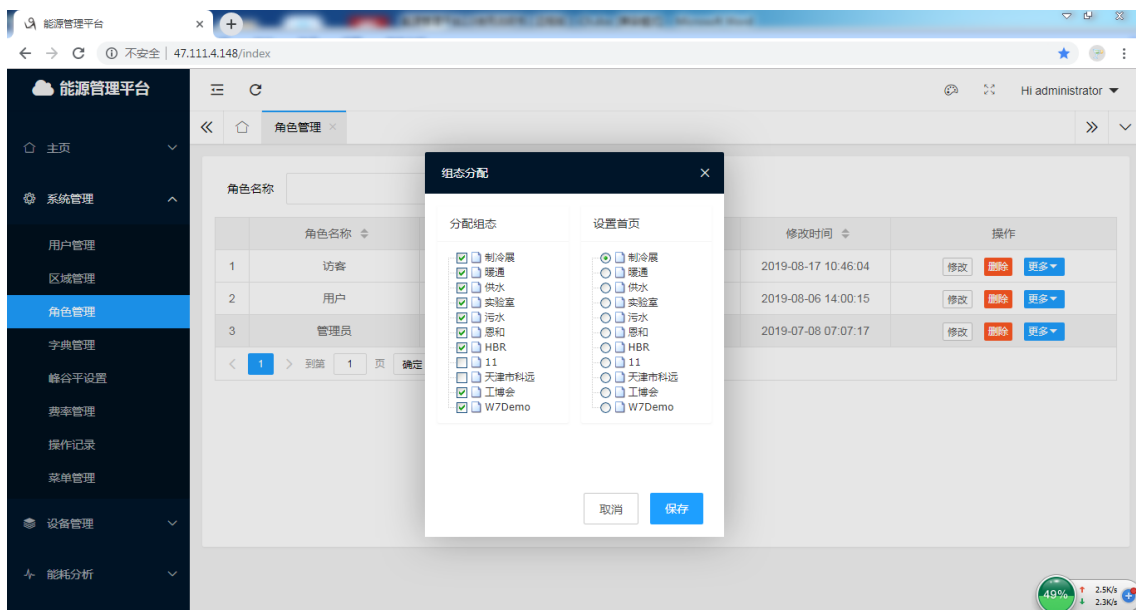 能源管理平台
不安全 | 47.111.4.148/index
能源管理平台
Hi administrator
角色管理
主页
系统管理
用户管理
区域管理
角色管理
字典管理
峰谷平设置
费率管理
操作记录
菜单管理
设备管理
能耗分析
角色名称
角色名称 修改时间 操作
1 访客 2019-08-17 10:46:04 修改 删除 更多
2 用户 2019-08-06 14:00:15 修改 删除 更多
3 管理员 2019-07-08 07:07:17 修改 删除 更多
1 到第 1 页 确定
组态分配
分配组态
制冷展
暖通
供水
实验室
污水
恩和
HBR
11
天津市科远
工博会
W7Demo
设置首页
制冷展
暖通
供水
实验室
污水
恩和
HBR
11
天津市科远
工博会
W7Demo
取消 保存
49%
2.5K/s
2.3K/s